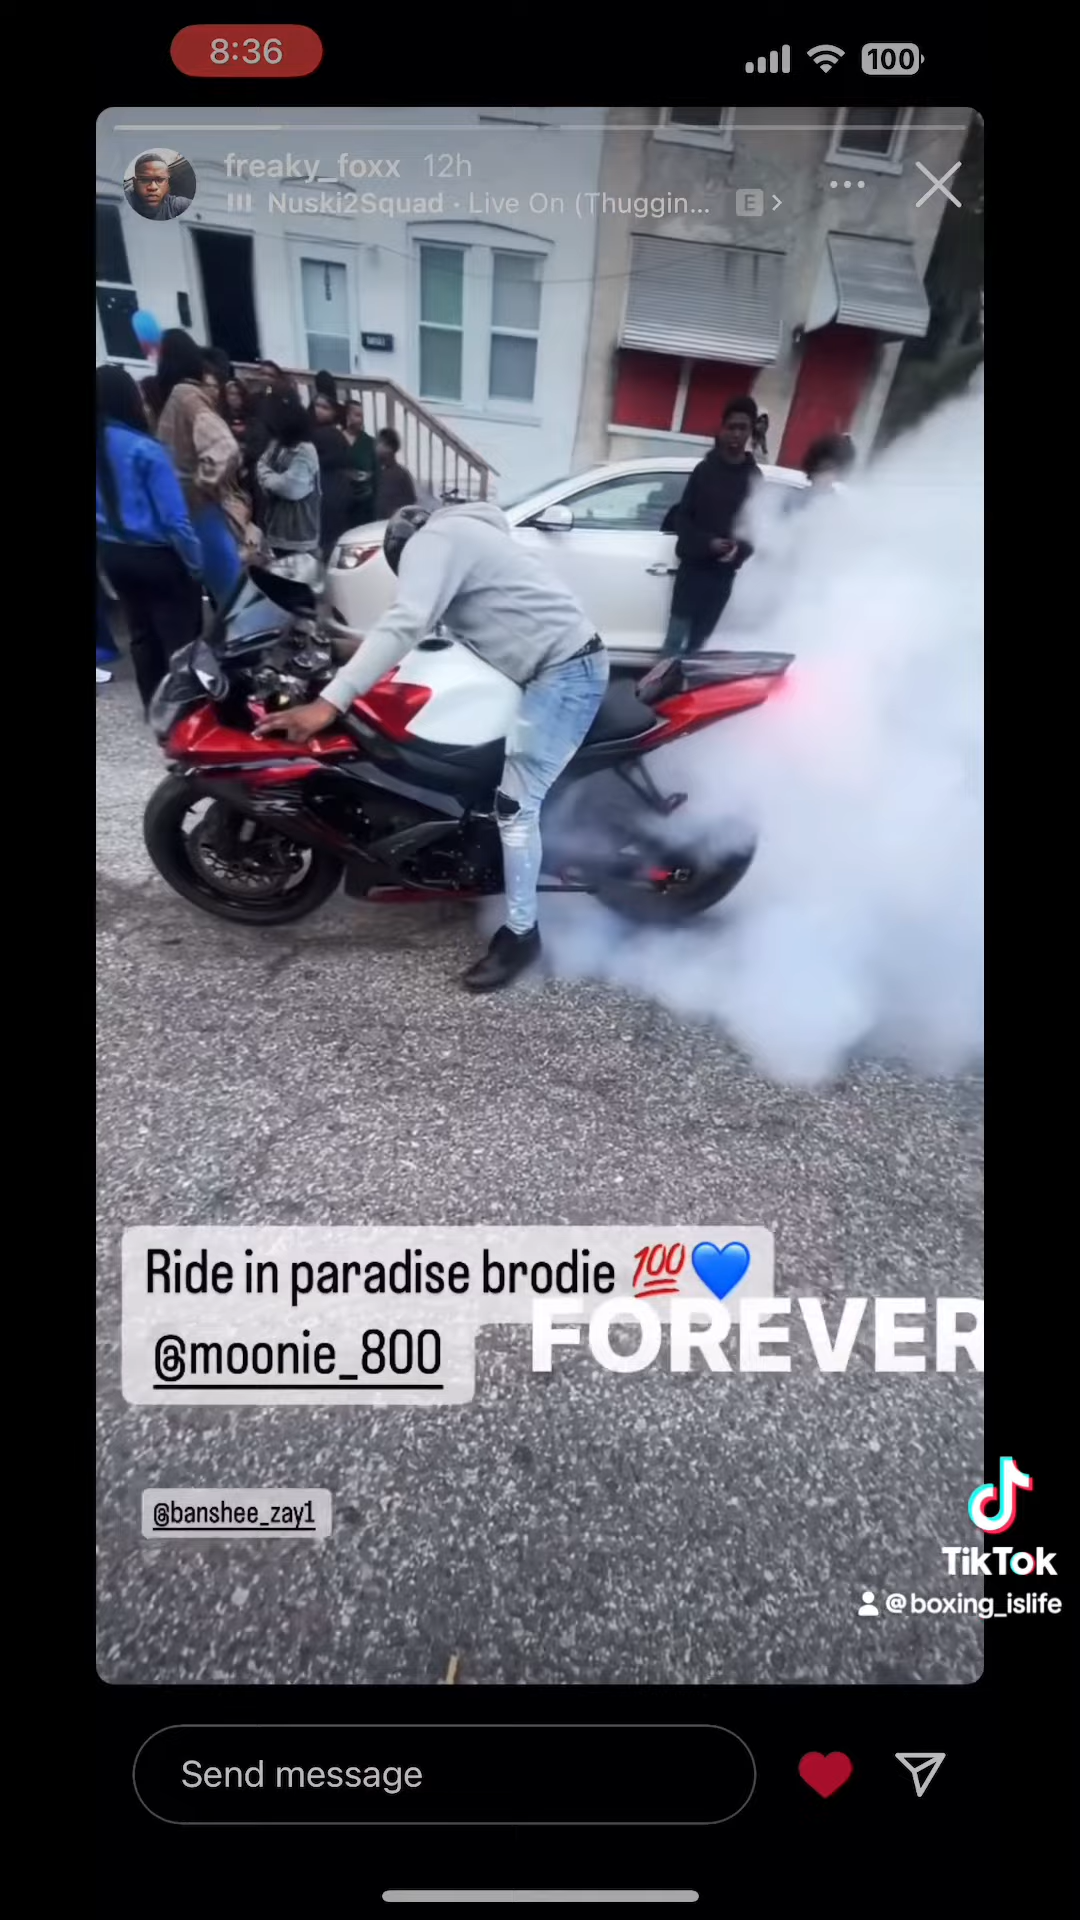 8:36
100
freaky_foxx 12h
Nuski2Squad · Live On (Thuggin... E >
Ride in paradise brodie 💯💙
@moonie_800
FOREVER
@banshee_zay1
TikTok
@boxing_islife
Send message